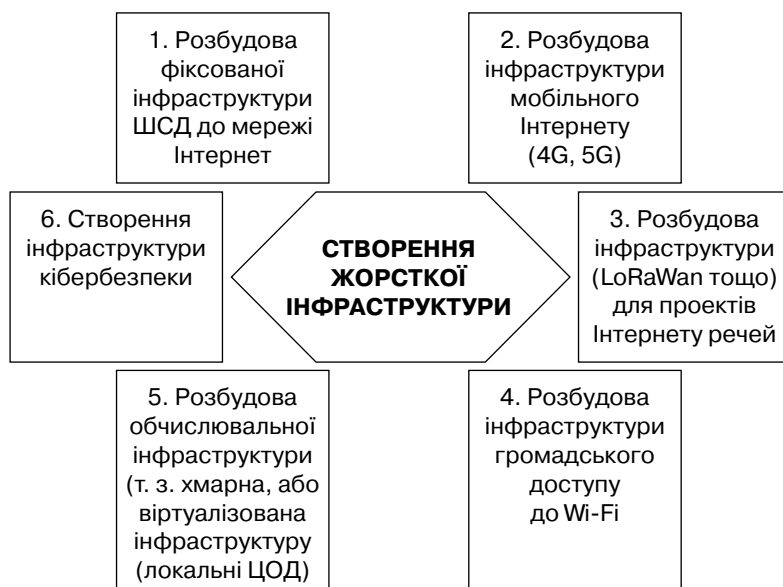 1. Розбудова
фіксованої
інфраструктури
ШСД до мережі
Інтернет
2. Розбудова
інфраструктури
мобільного
Інтернету
(4G, 5G)
6. Створення
інфраструктури
кібербезпеки
СТВОРЕННЯ
ЖОРСТКОЇ
ІНФРАСТРУКТУРИ
3. Розбудова
інфраструктури
(LoRaWan тощо)
для проектів
Інтернету речей
5. Розбудова
обчислювальної
інфраструктури
(т. з. хмарна, або
віртуалізована
інфраструктуру
(локальні ЦОД)
4. Розбудова
інфраструктури
громадського
доступу
до Wi-Fi